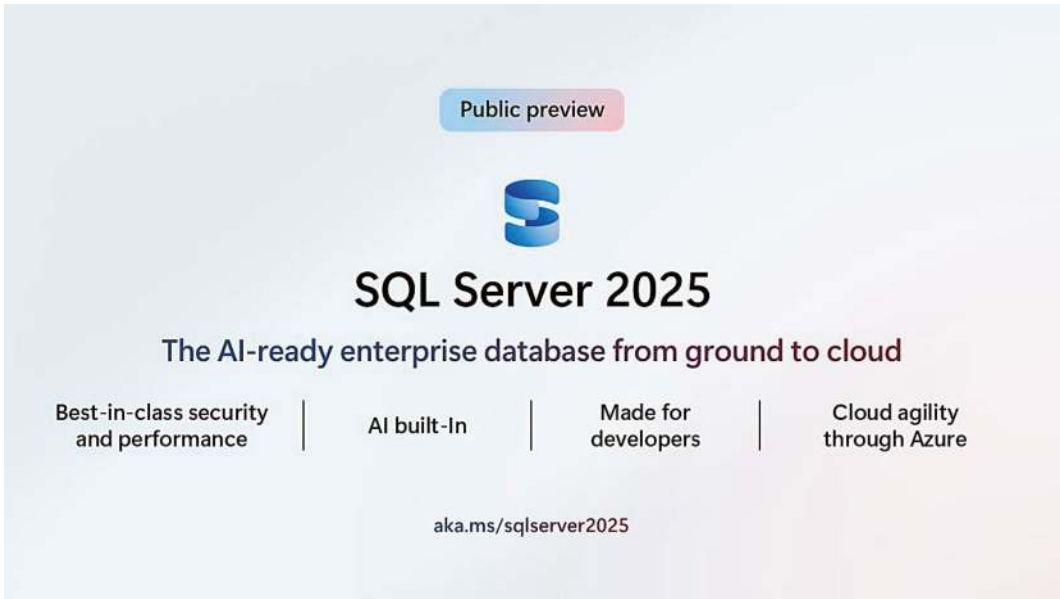 Public preview
SQL Server 2025
The AI-ready enterprise database from ground to cloud
Best-in-class security
and performance
AI built-In
Made for
developers
Cloud agility
through Azure
aka.ms/sqlserver2025